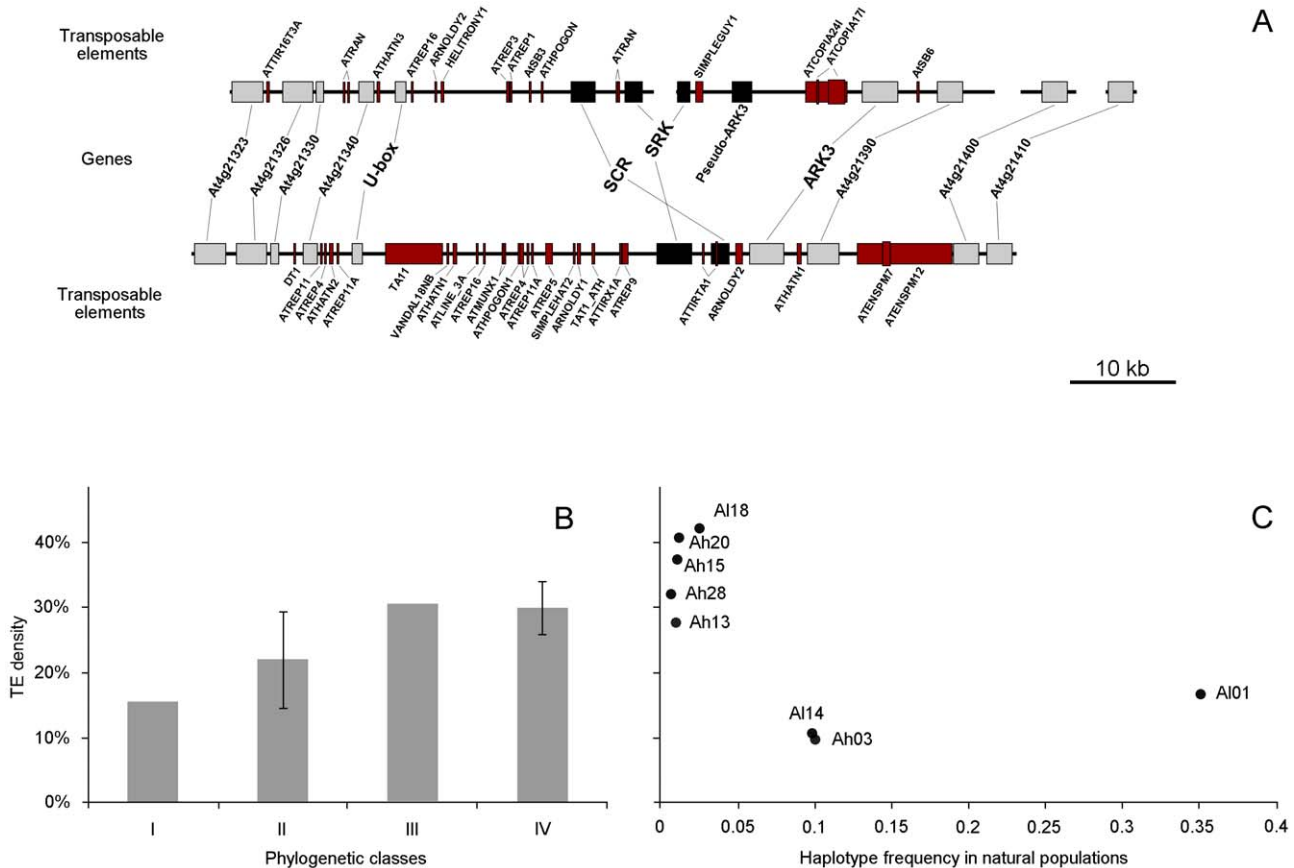 A
Transposable
elements
ATTIR16T3A
ATRAN
ATHATN3
ATREP16
ARNOLDY2
HELITRONY1
ATREP3
ATREP1
AtSB3
ATHPOGON
ATRAN
SIMPLEGUY1
ATCOPIA24I
ATCOPIA17I
AtSB6
Genes
At4g21323
At4g21326
At4g21330
At4g21340
U-box
SCR
SRK
Pseudo-ARK3
ARK3
At4g21390
At4g21400
At4g21410
Transposable
elements
DT1
ATREP11
ATREP4
ATHATN2
ATREP11A
TA11
VANDAL18NB
ATHATN1
ATLINE_3A
ATREP16
ATMUNX1
ATHPOGON1
ATREP4
ATREP11A
ATREP5
SIMPLEHAT2
ARNOLDY1
TAT1_ATH
ATTIRX1A
ATREP9
ATTIRTA1
ARNOLDY2
ATHATN1
ATENSPM7
ATENSPM12
10 kb
B
TE density
40%
30%
20%
10%
0%
I
II
III
IV
Phylogenetic classes
C
Al18
Ah20
Ah15
Ah28
Ah13
Al14
Ah03
Al01
0
0.05
0.1
0.15
0.2
0.25
0.3
0.35
0.4
Haplotype frequency in natural populations